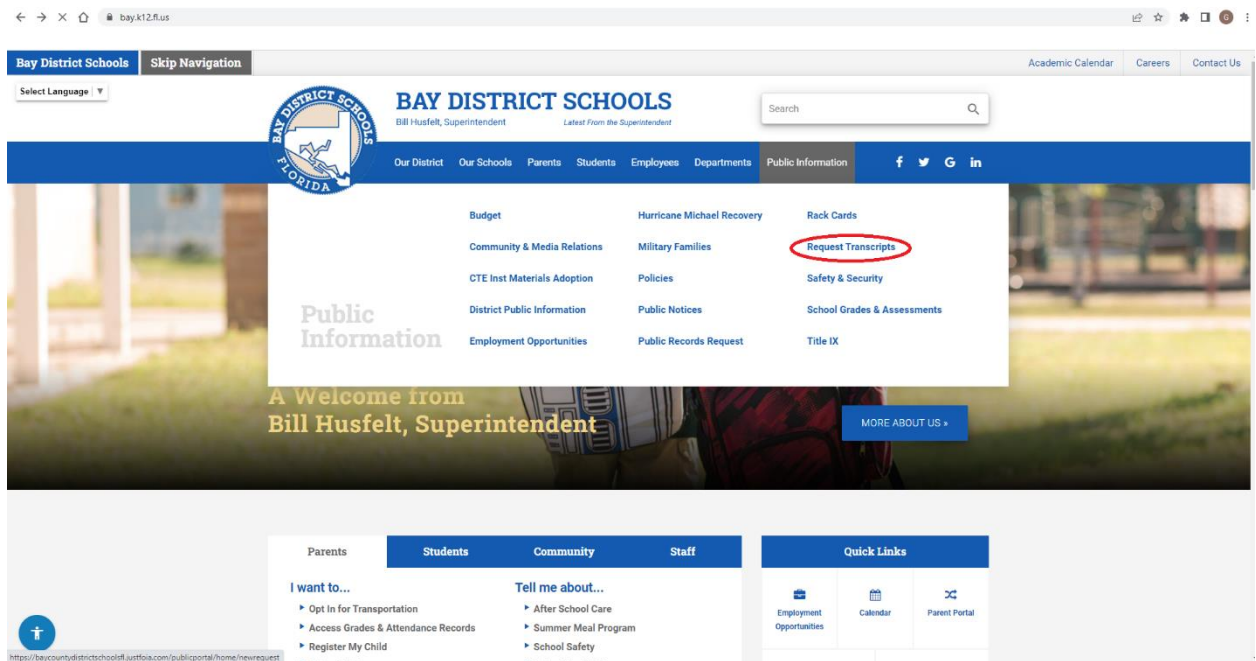 bay.k12.fl.us
Bay District Schools Skip Navigation Academic Calendar Careers Contact Us
Select Language ▼
BAY DISTRICT SCHOOLS FLORIDA
BAY DISTRICT SCHOOLS
Bill Husfelt, Superintendent Latest From the Superintendent
Search
Our District Our Schools Parents Students Employees Departments Public Information f G in
Public
Information
Budget Hurricane Michael Recovery Rack Cards
Community & Media Relations Military Families Request Transcripts
CTE Inst Materials Adoption Policies Safety & Security
District Public Information Public Notices School Grades & Assessments
Employment Opportunities Public Records Request Title IX
A Welcome from
Bill Husfelt, Superintendent
MORE ABOUT US »
Parents Students Community Staff
I want to...
Opt In for Transportation
Access Grades & Attendance Records
Register My Child
Tell me about...
After School Care
Summer Meal Program
School Safety
Quick Links
Employment
Opportunities
Calendar
Parent Portal
https://baycountydistrictschoolsfl.justfoia.com/publicportal/home/newrequest